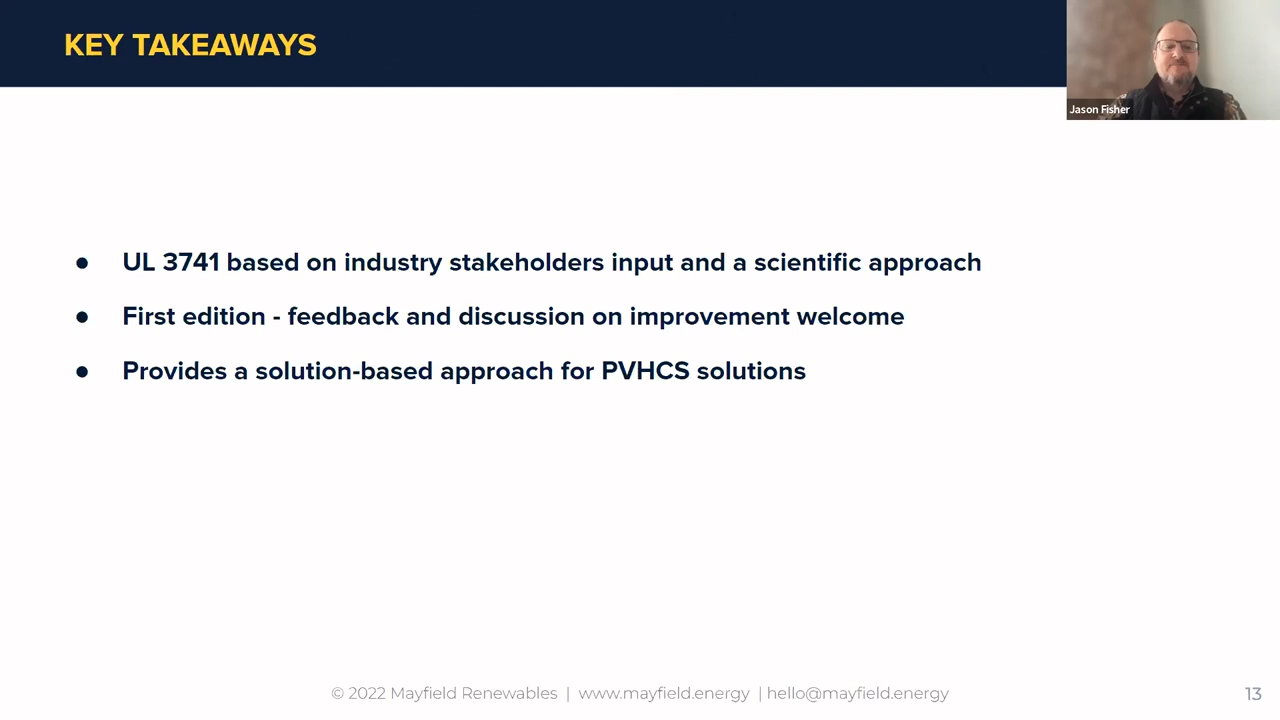 KEY TAKEAWAYS
Jason Fisher
● UL 3741 based on industry stakeholders input and a scientific approach
● First edition - feedback and discussion on improvement welcome
● Provides a solution-based approach for PVHCS solutions
© 2022 Mayfield Renewables | www.mayfield.energy | hello@mayfield.energy
13